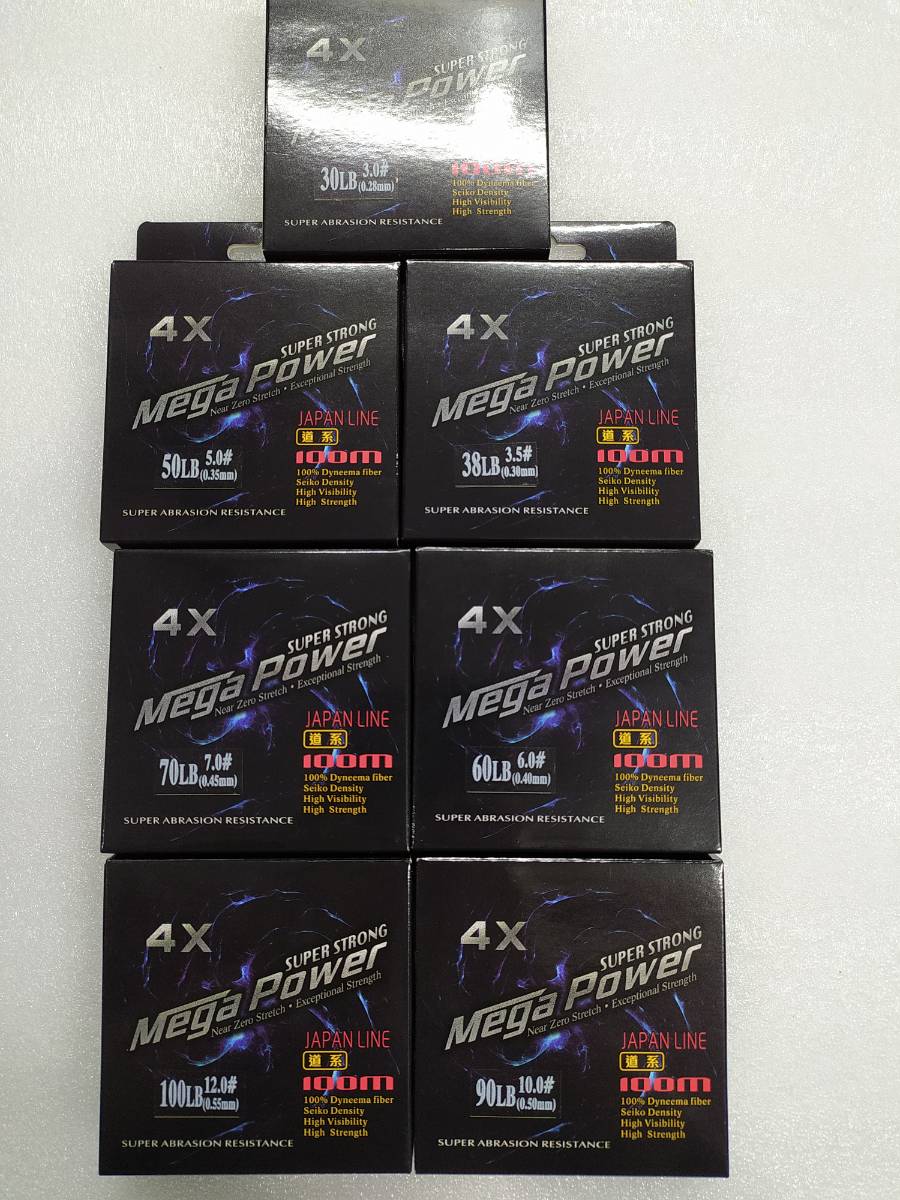 4X
SUPER STRONG
Power
30LB 3.0#
(0.28mm)
100% Dyneema fiber
Seiko Density
High Visibility
High Strength
SUPER ABRASION RESISTANCE
4X
SUPER STRONG
Mega Power
Near Zero Stretch • Exceptional Strength
JAPAN LINE
道系
100m
50LB 5.0#
(0.35mm)
100% Dyneema fiber
Seiko Density
High Visibility
High Strength
SUPER ABRASION RESISTANCE
4X
SUPER STRONG
Mega Power
Near Zero Stretch • Exceptional Strength
JAPAN LINE
道系
100m
38LB 3.5#
(0.30mm)
100% Dyneema fiber
Seiko Density
High Visibility
High Strength
SUPER ABRASION RESISTANCE
4X
SUPER STRONG
Mega Power
Near Zero Stretch • Exceptional Strength
JAPAN LINE
道系
100m
70LB 7.0#
(0.45mm)
100% Dyneema fiber
Seiko Density
High Visibility
High Strength
SUPER ABRASION RESISTANCE
4X
SUPER STRONG
Mega Power
Near Zero Stretch • Exceptional Strength
JAPAN LINE
道系
100m
60LB 6.0#
(0.40mm)
100% Dyneema fiber
Seiko Density
High Visibility
High Strength
SUPER ABRASION RESISTANCE
4X
SUPER STRONG
Mega Power
Near Zero Stretch • Exceptional Strength
JAPAN LINE
道系
100m
100LB 12.0#
(0.55mm)
100% Dyneema fiber
Seiko Density
High Visibility
High Strength
SUPER ABRASION RESISTANCE
4X
SUPER STRONG
Mega Power
Near Zero Stretch • Exceptional Strength
JAPAN LINE
道系
100m
90LB 10.0#
(0.50mm)
100% Dyneema fiber
Seiko Density
High Visibility
High Strength
SUPER ABRASION RESISTANCE